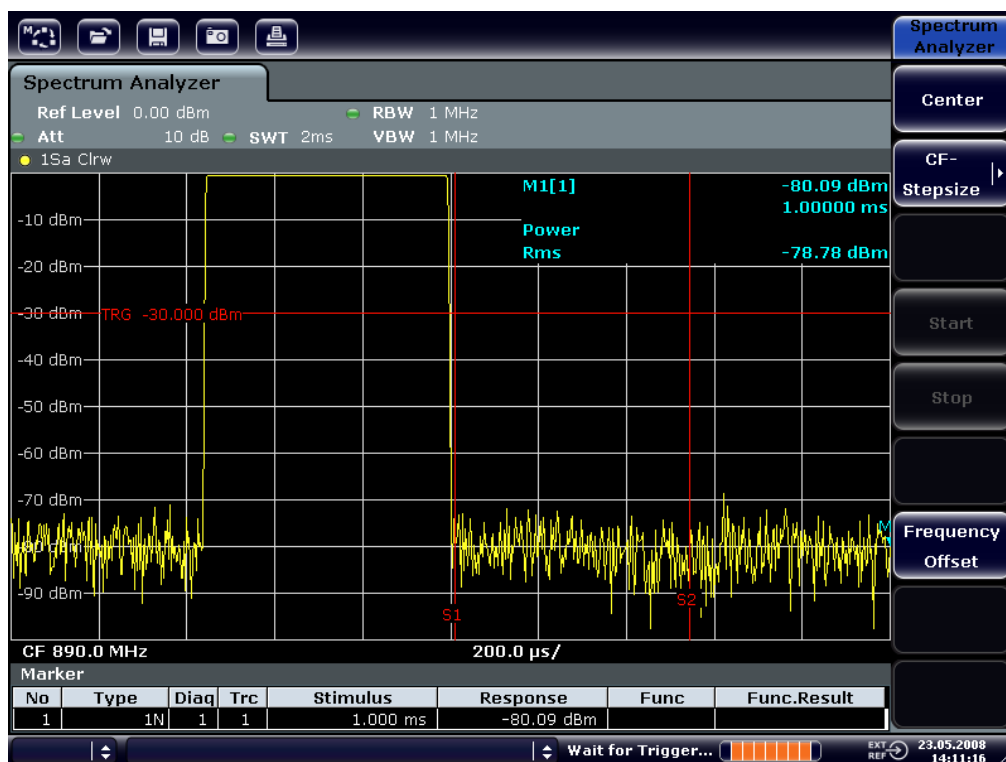 M
Spectrum Analyzer
Spectrum Analyzer
Ref Level 0.00 dBm RBW 1 MHz
Att 10 dB SWT 2ms VBW 1 MHz
1Sa Clrw
M1[1] -80.09 dBm
1.00000 ms
Power
Rms -78.78 dBm
-10 dBm
-20 dBm
-30 dBm
TRG -30.000 dBm
-40 dBm
-50 dBm
-60 dBm
-70 dBm
-80 dBm
-90 dBm
M
S1
S2
CF 890.0 MHz 200.0 µs/
Marker
No Type Diag Trc Stimulus Response Func Func.Result
1 1N 1 1 1.000 ms -80.09 dBm
Center
CF-
Stepsize
Start
Stop
Frequency
Offset
Wait for Trigger...
EXT
REF
23.05.2008
14:11:16